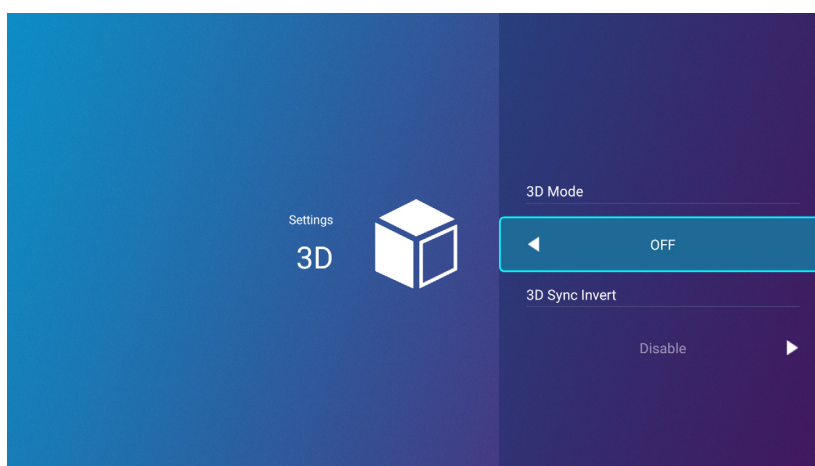 Settings
3D
3D Mode
OFF
3D Sync Invert
Disable